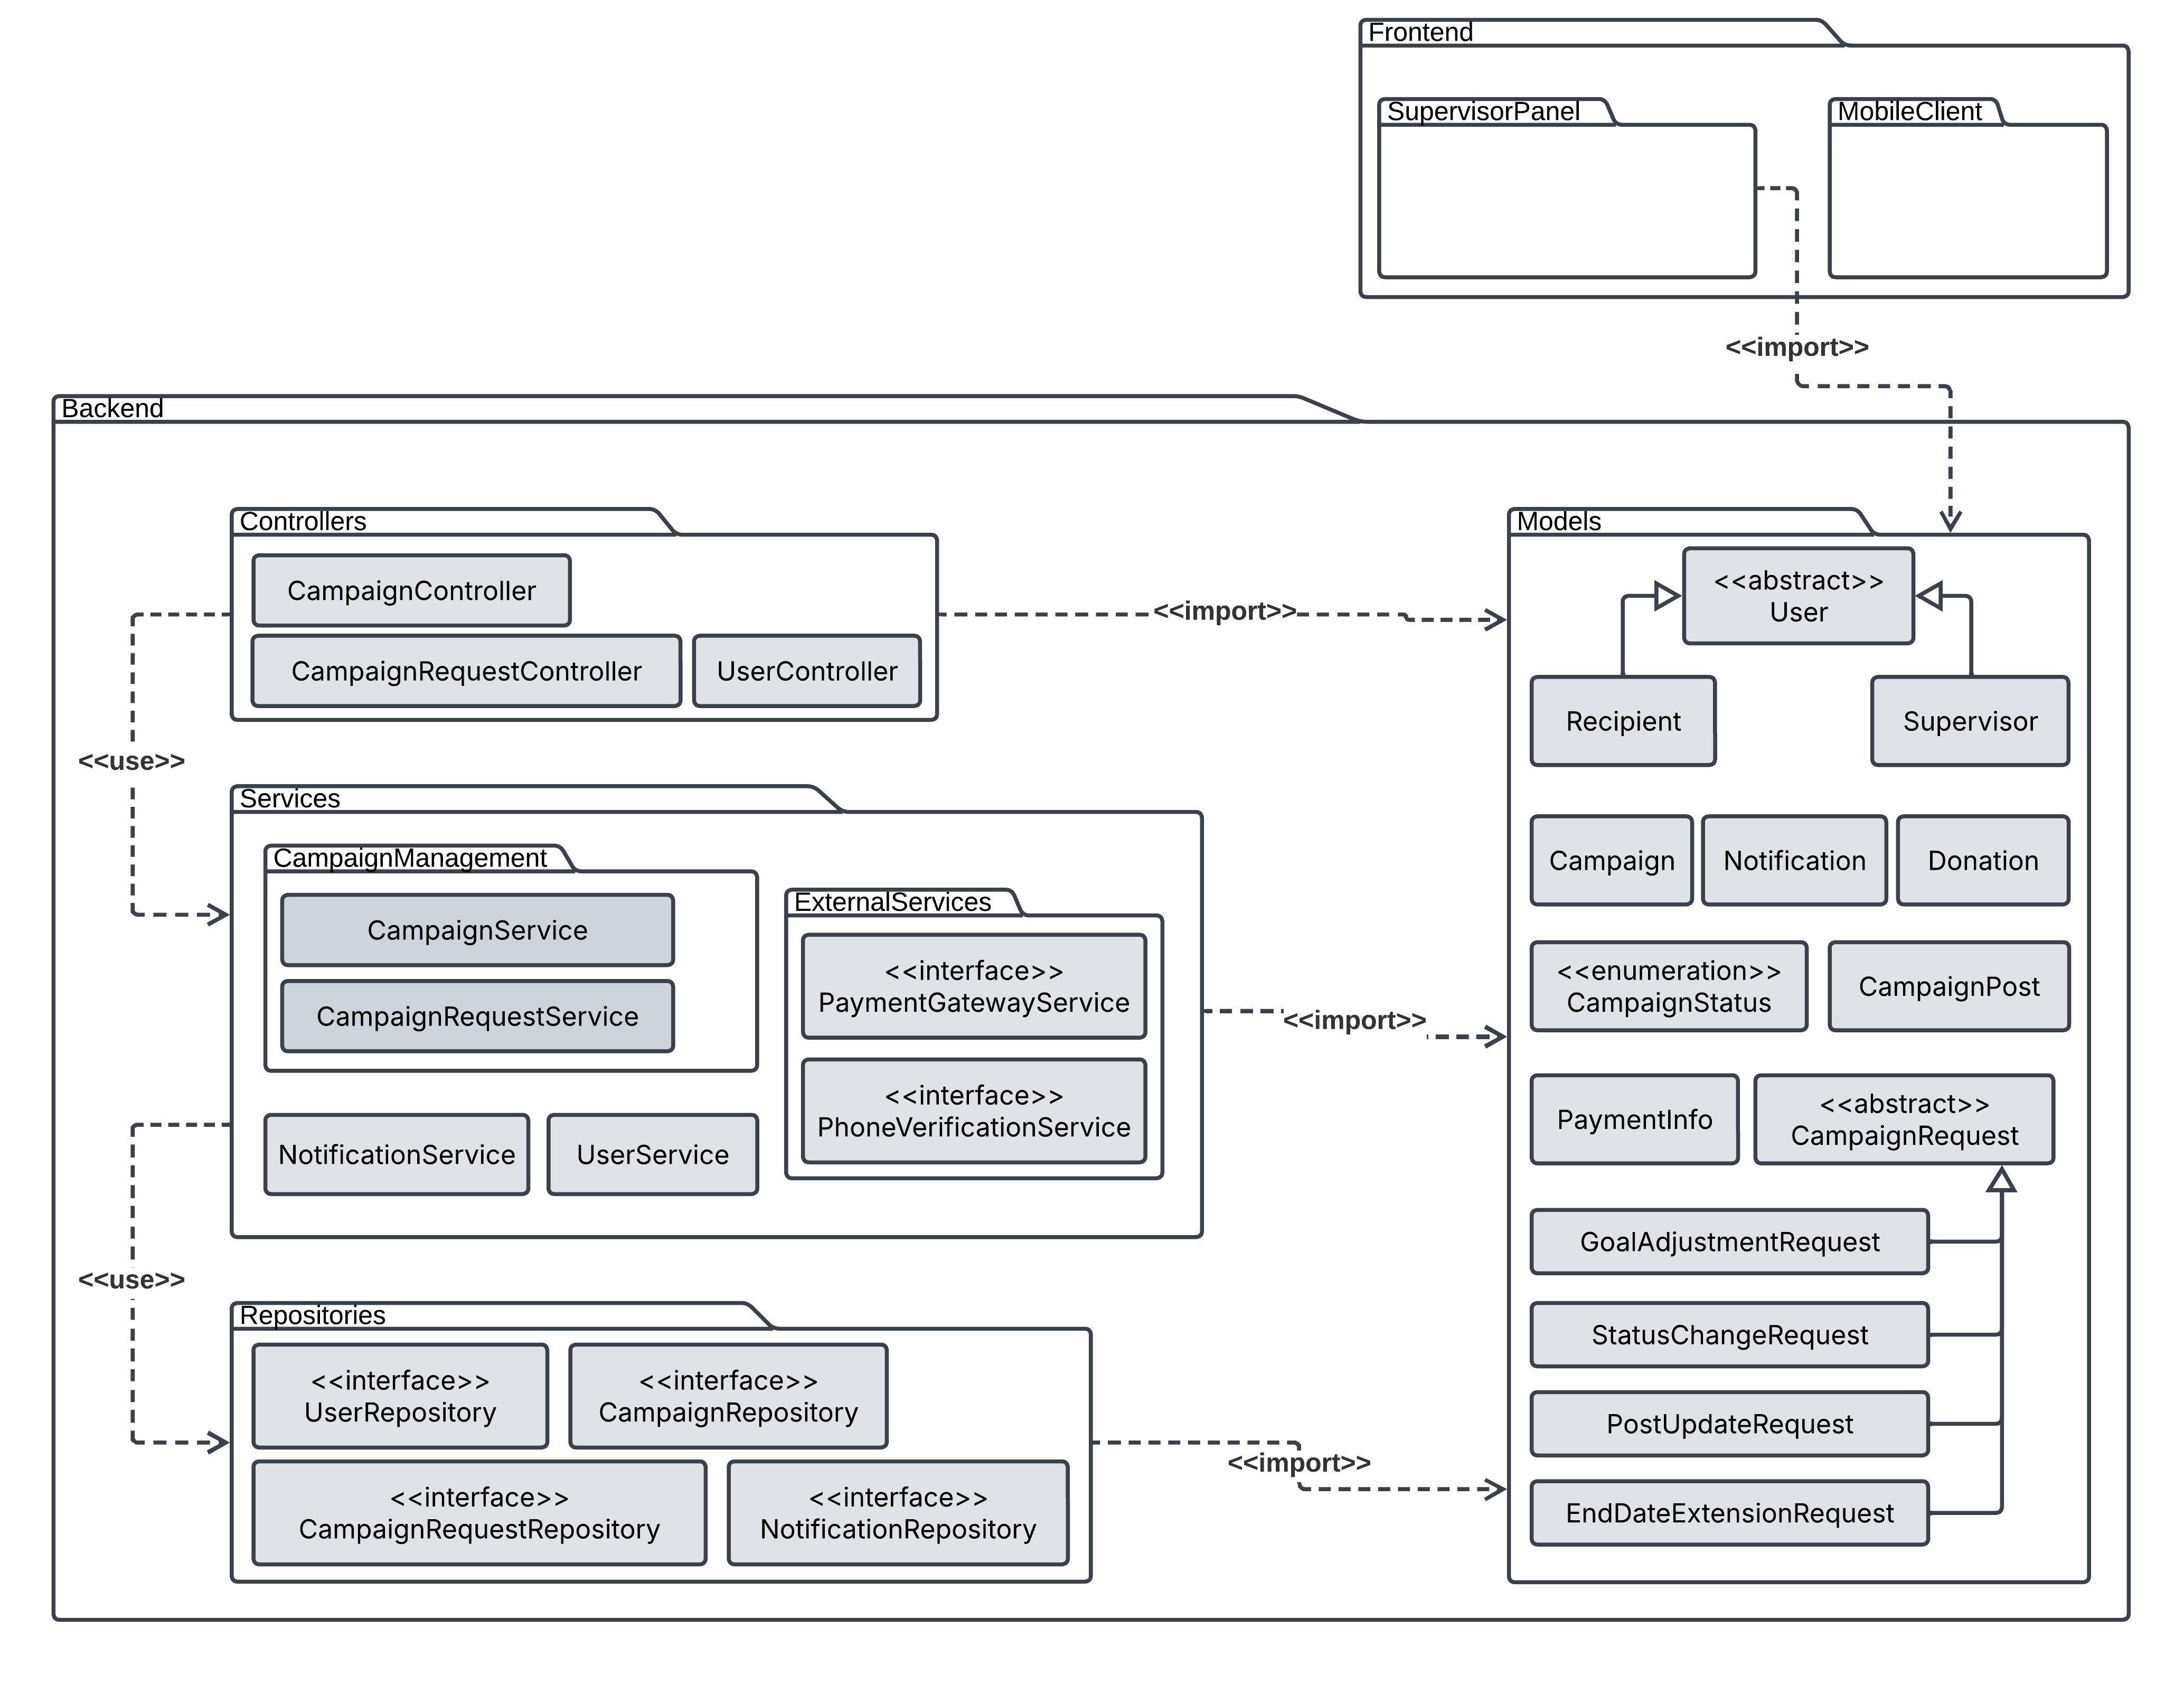 Frontend
SupervisorPanel
MobileClient
<<import>>
Backend
Controllers
CampaignController
CampaignRequestController
UserController
<<import>>
<<use>>
Services
CampaignManagement
CampaignService
CampaignRequestService
NotificationService
UserService
ExternalServices
<<interface>>
PaymentGatewayService
<<interface>>
PhoneVerificationService
<<import>>
<<use>>
Repositories
<<interface>>
UserRepository
<<interface>>
CampaignRepository
<<interface>>
CampaignRequestRepository
<<interface>>
NotificationRepository
<<import>>
Models
<<abstract>>
User
Recipient
Supervisor
Campaign
Notification
Donation
<<enumeration>>
CampaignStatus
CampaignPost
PaymentInfo
<<abstract>>
CampaignRequest
GoalAdjustmentRequest
StatusChangeRequest
PostUpdateRequest
EndDateExtensionRequest